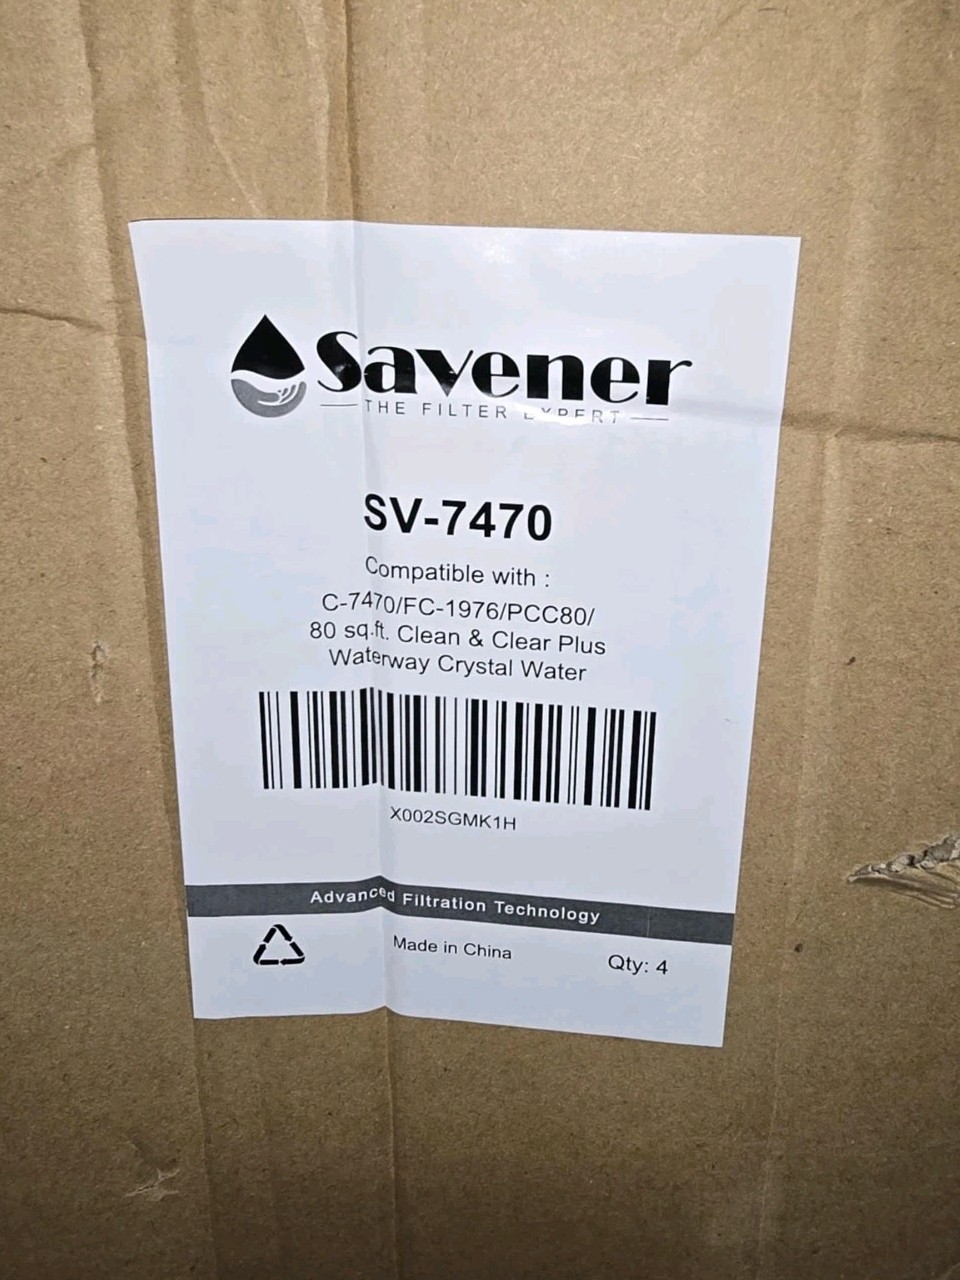 Savener
THE FILTER EXPERT
SV-7470
Compatible with :
C-7470/FC-1976/PCC80/
80 sq.ft. Clean & Clear Plus
Waterway Crystal Water
X002SGMK1H
Advanced Filtration Technology
Made in China
Qty: 4